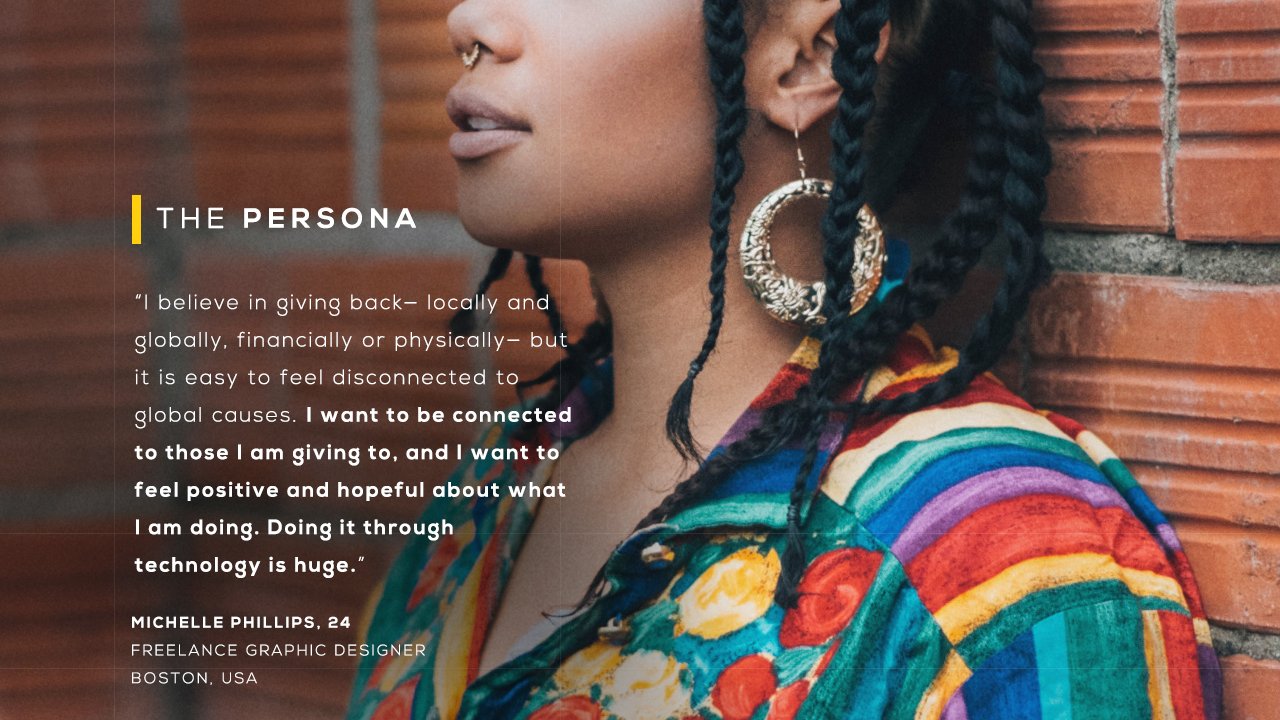 THE PERSONA
"I believe in giving back— locally and
globally, financially or physically— but
it is easy to feel disconnected to
global causes. I want to be connected
to those I am giving to, and I want to
feel positive and hopeful about what
I am doing. Doing it through
technology is huge."
MICHELLE PHILLIPS, 24
FREELANCE GRAPHIC DESIGNER
BOSTON, USA